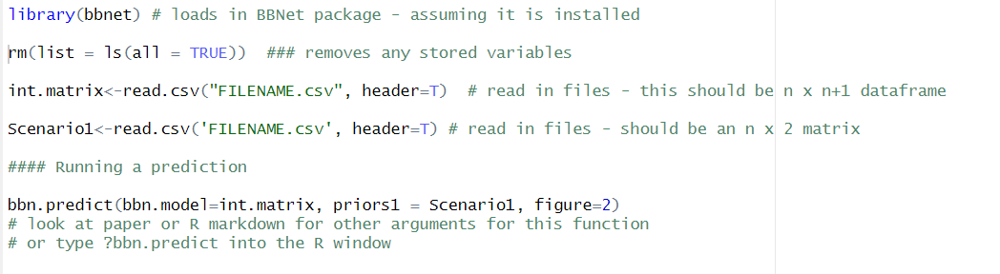 library(bbnet) # loads in BBNet package - assuming it is installed
rm(list = ls(all = TRUE))  ### removes any stored variables
int.matrix<-read.csv("FILENAME.csv", header=T)  # read in files - this should be n x n+1 dataframe
Scenario1<-read.csv('FILENAME.csv', header=T) # read in files - should be an n x 2 matrix
#### Running a prediction
bbn.predict(bbn.model=int.matrix, priors1 = Scenario1, figure=2)
# look at paper or R markdown for other arguments for this function
# or type ?bbn.predict into the R window